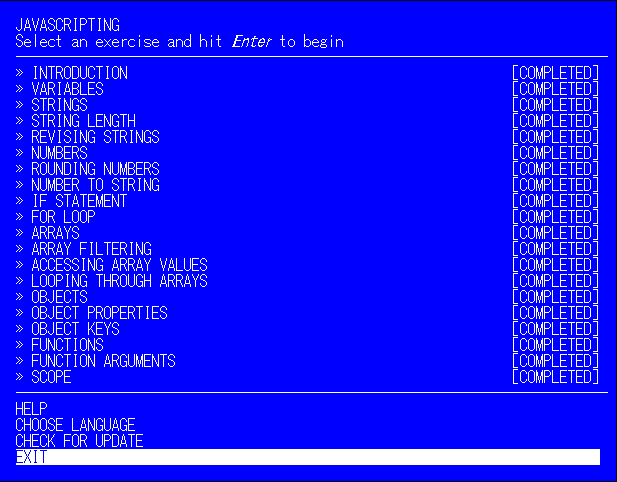 JAVASCRIPTING
Select an exercise and hit Enter to begin
» INTRODUCTION [COMPLETED]
» VARIABLES [COMPLETED]
» STRINGS [COMPLETED]
» STRING LENGTH [COMPLETED]
» REVISING STRINGS [COMPLETED]
» NUMBERS [COMPLETED]
» ROUNDING NUMBERS [COMPLETED]
» NUMBER TO STRING [COMPLETED]
» IF STATEMENT [COMPLETED]
» FOR LOOP [COMPLETED]
» ARRAYS [COMPLETED]
» ARRAY FILTERING [COMPLETED]
» ACCESSING ARRAY VALUES [COMPLETED]
» LOOPING THROUGH ARRAYS [COMPLETED]
» OBJECTS [COMPLETED]
» OBJECT PROPERTIES [COMPLETED]
» OBJECT KEYS [COMPLETED]
» FUNCTIONS [COMPLETED]
» FUNCTION ARGUMENTS [COMPLETED]
» SCOPE [COMPLETED]
HELP
CHOOSE LANGUAGE
CHECK FOR UPDATE
EXIT